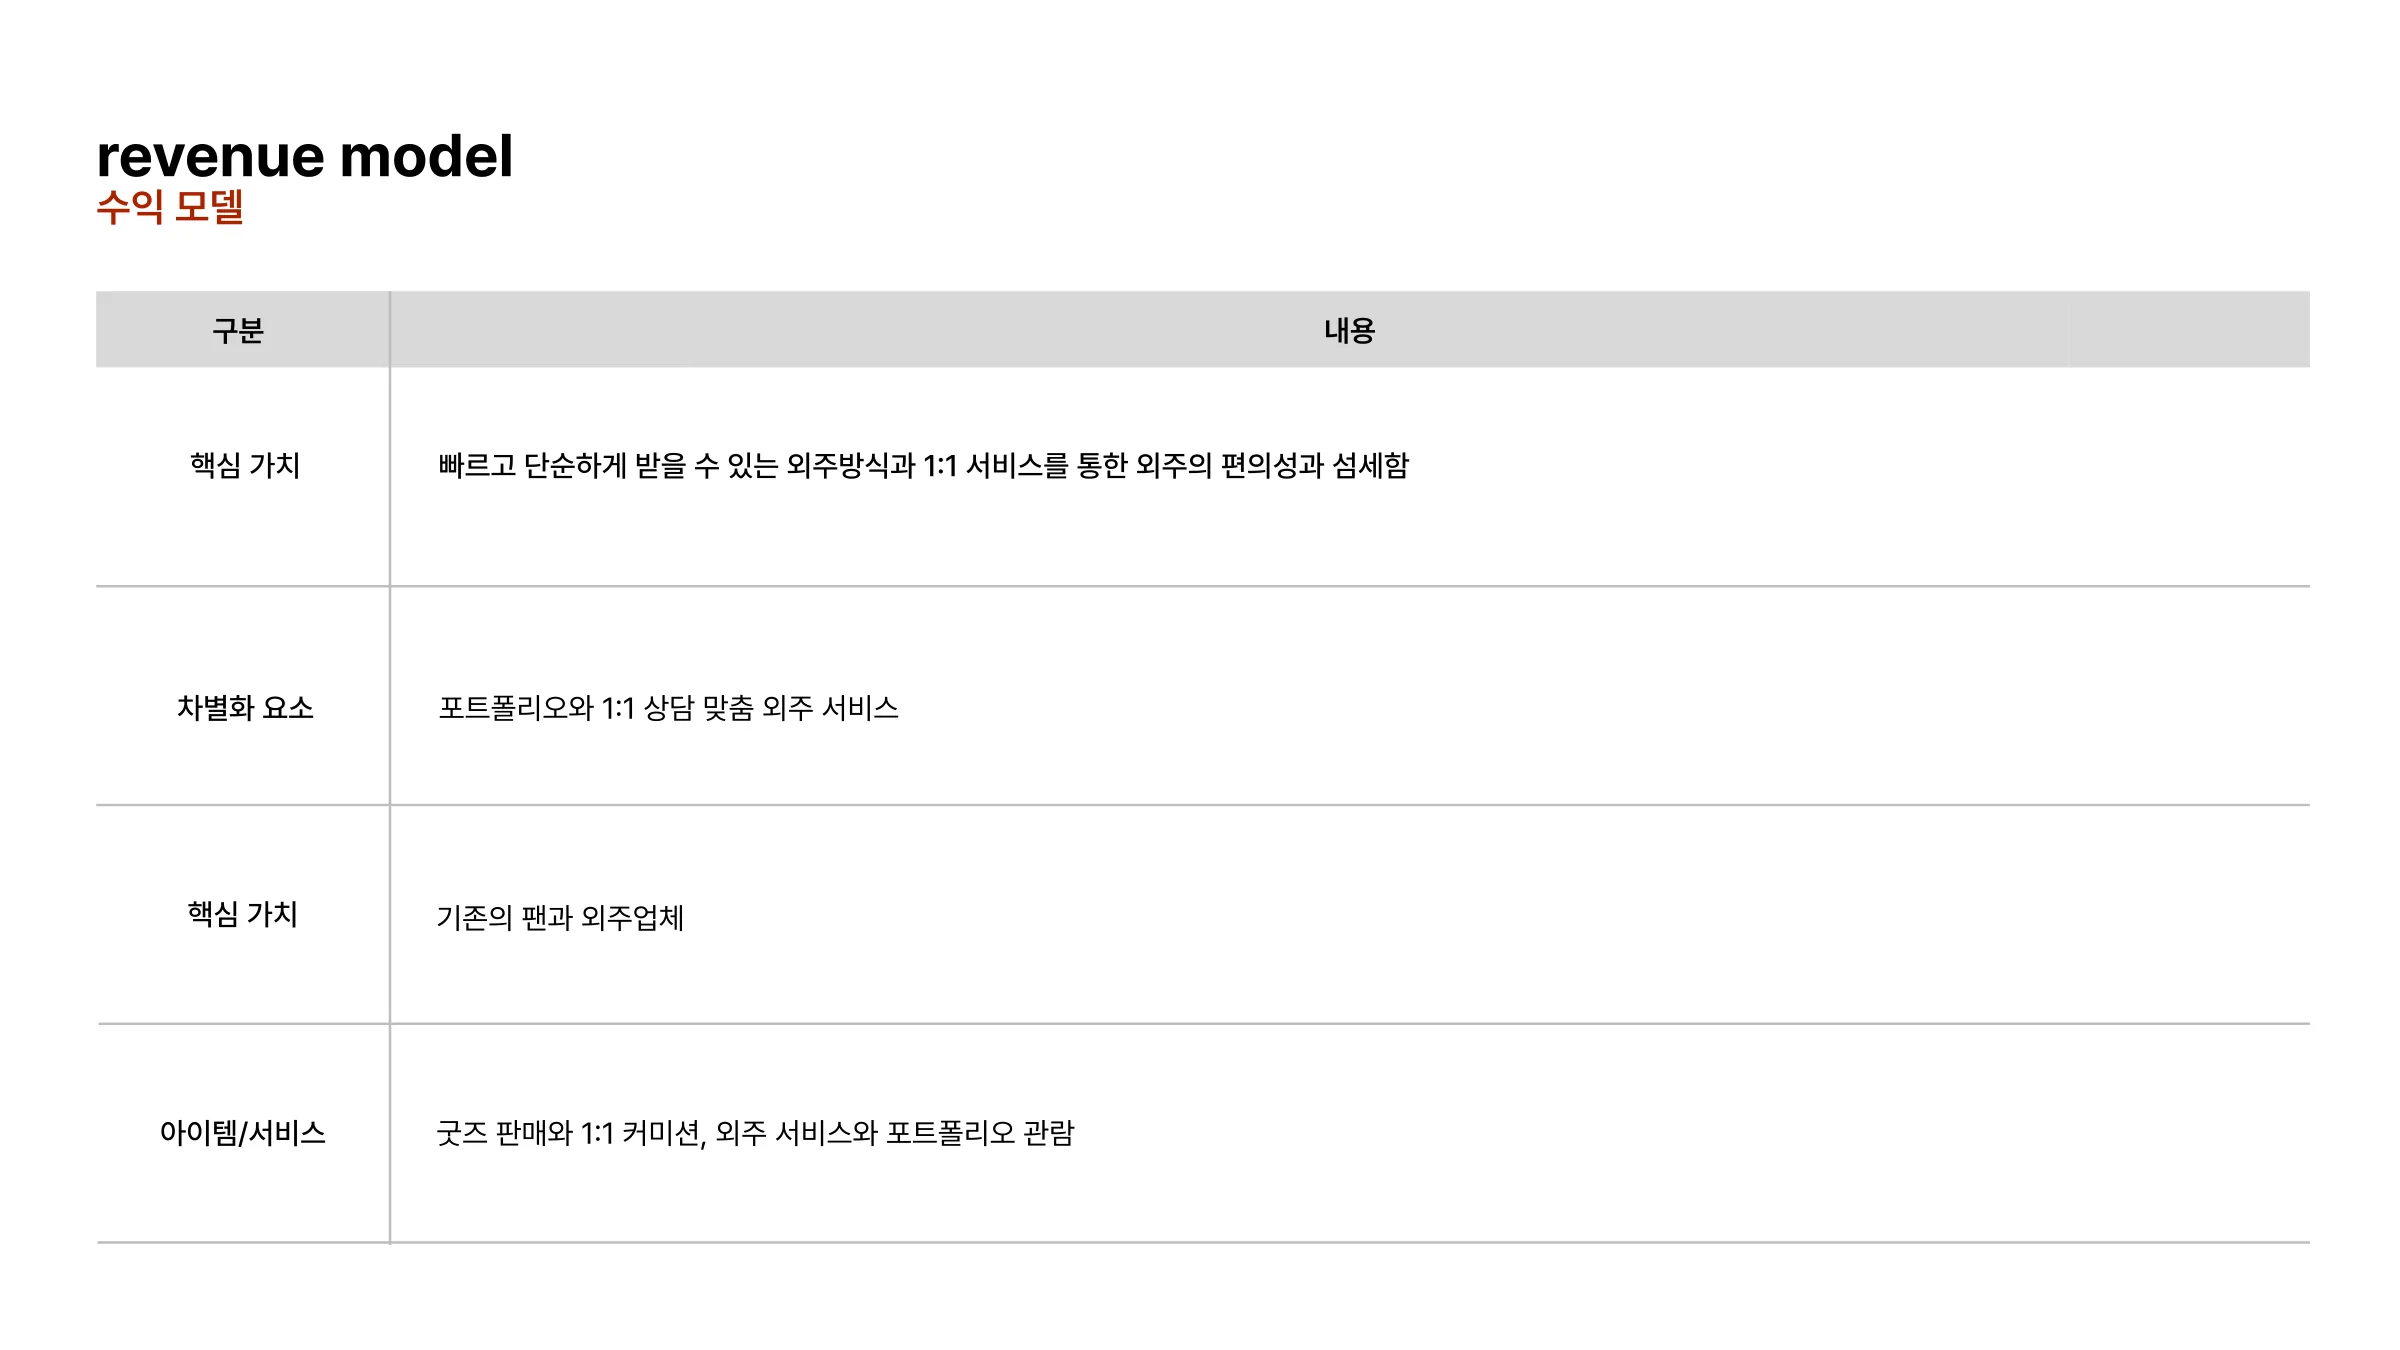 revenue model
수익 모델
구분 내용
핵심 가치 빠르고 단순하게 받을 수 있는 외주방식과 1:1 서비스를 통한 외주의 편의성과 섬세함
차별화 요소 포트폴리오와 1:1 상담 맞춤 외주 서비스
핵심 가치 기존의 팬과 외주업체
아이템/서비스 굿즈 판매와 1:1 커미션, 외주 서비스와 포트폴리오 관람